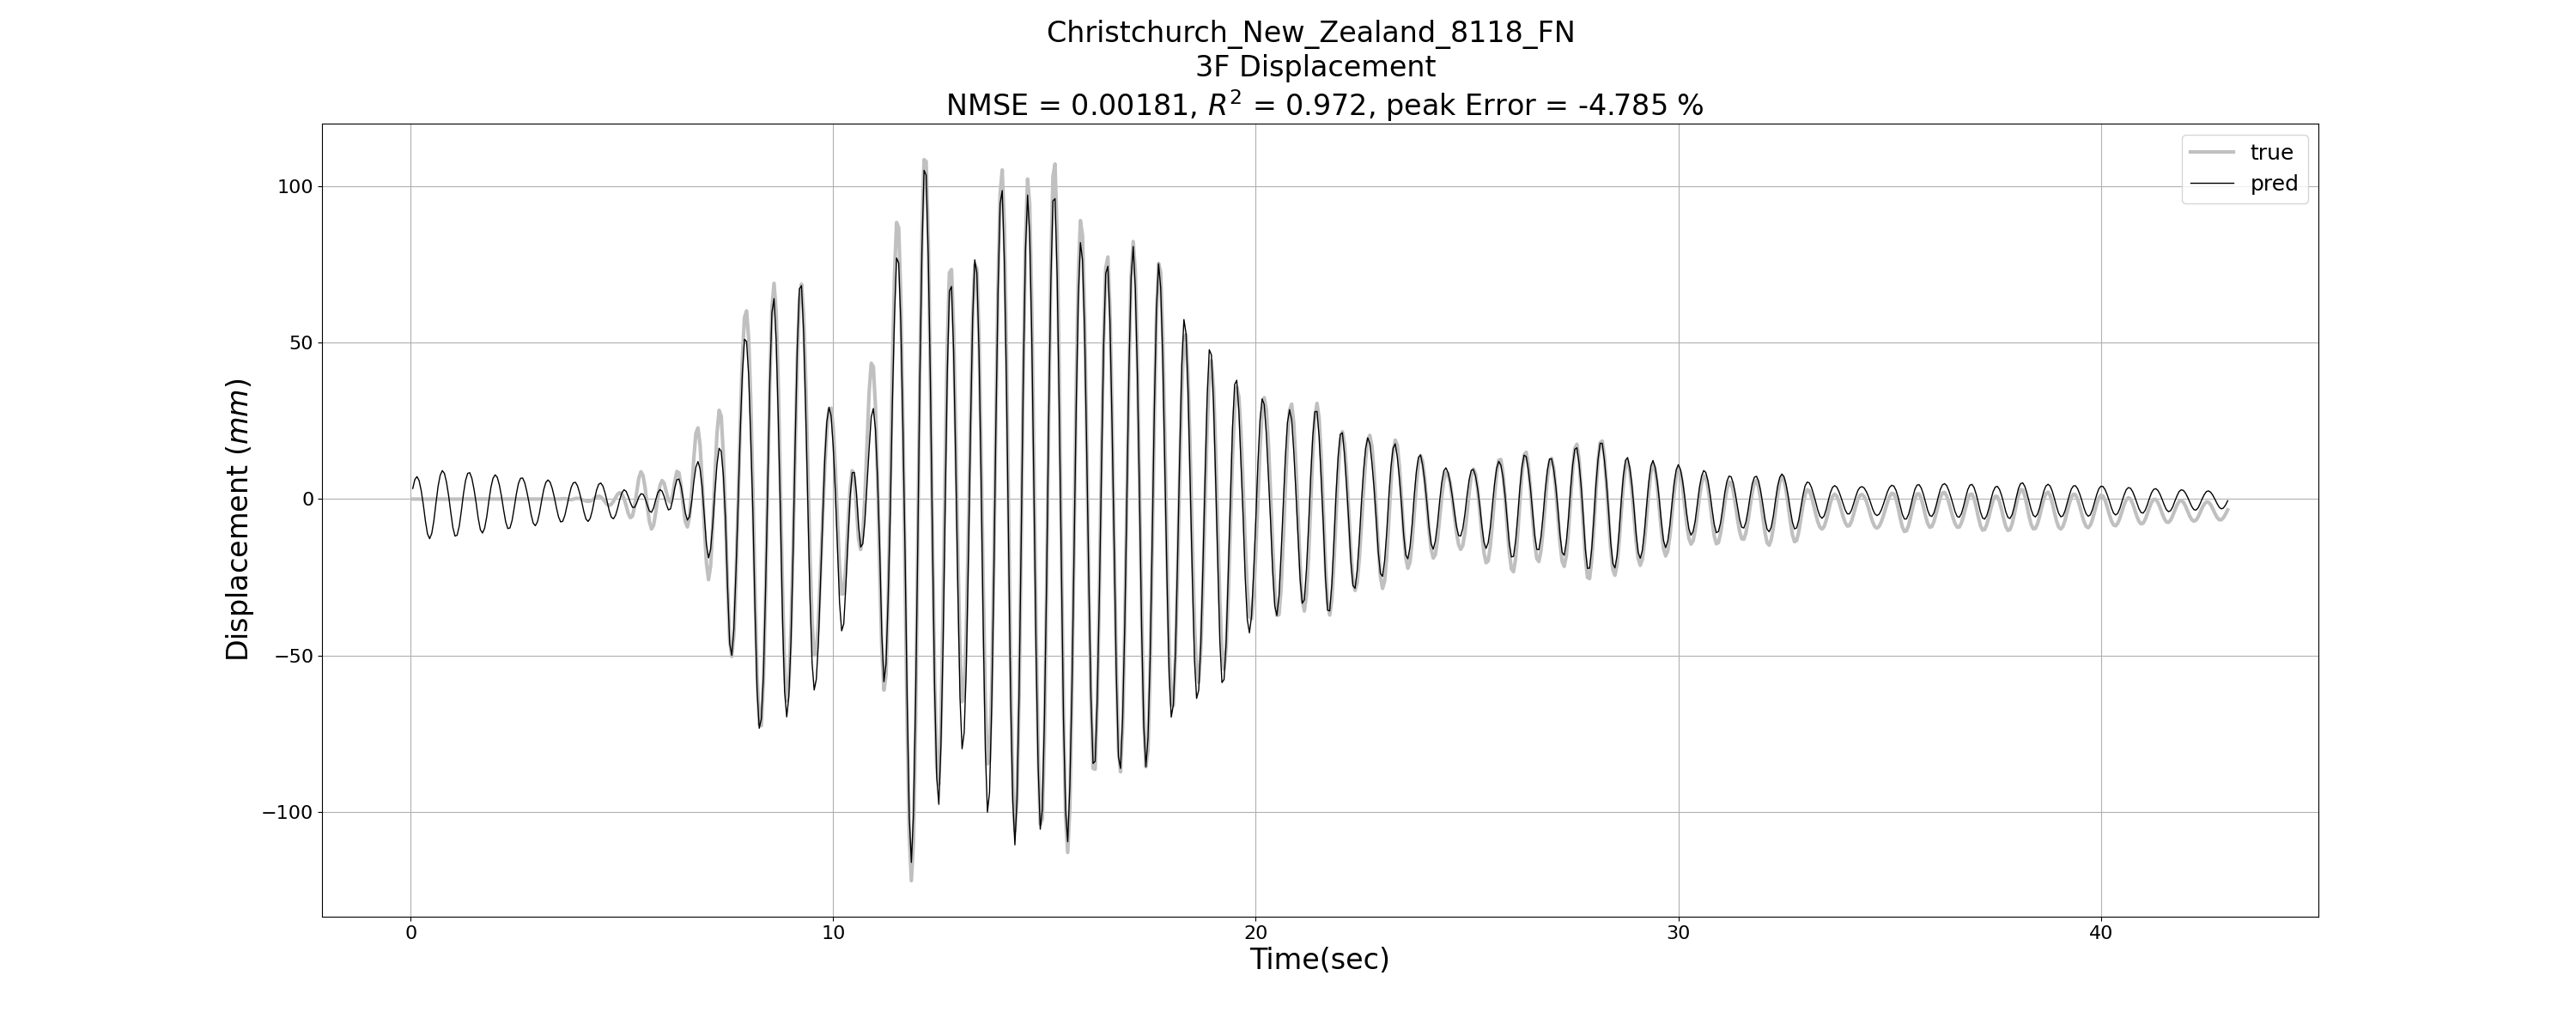 Christchurch_New_Zealand_8118_FN
3F Displacement
NMSE = 0.00181, R² = 0.972, peak Error = -4.785 %
true
pred
100
50
0
−50
−100
Displacement (mm)
0 10 20 30 40
Time(sec)